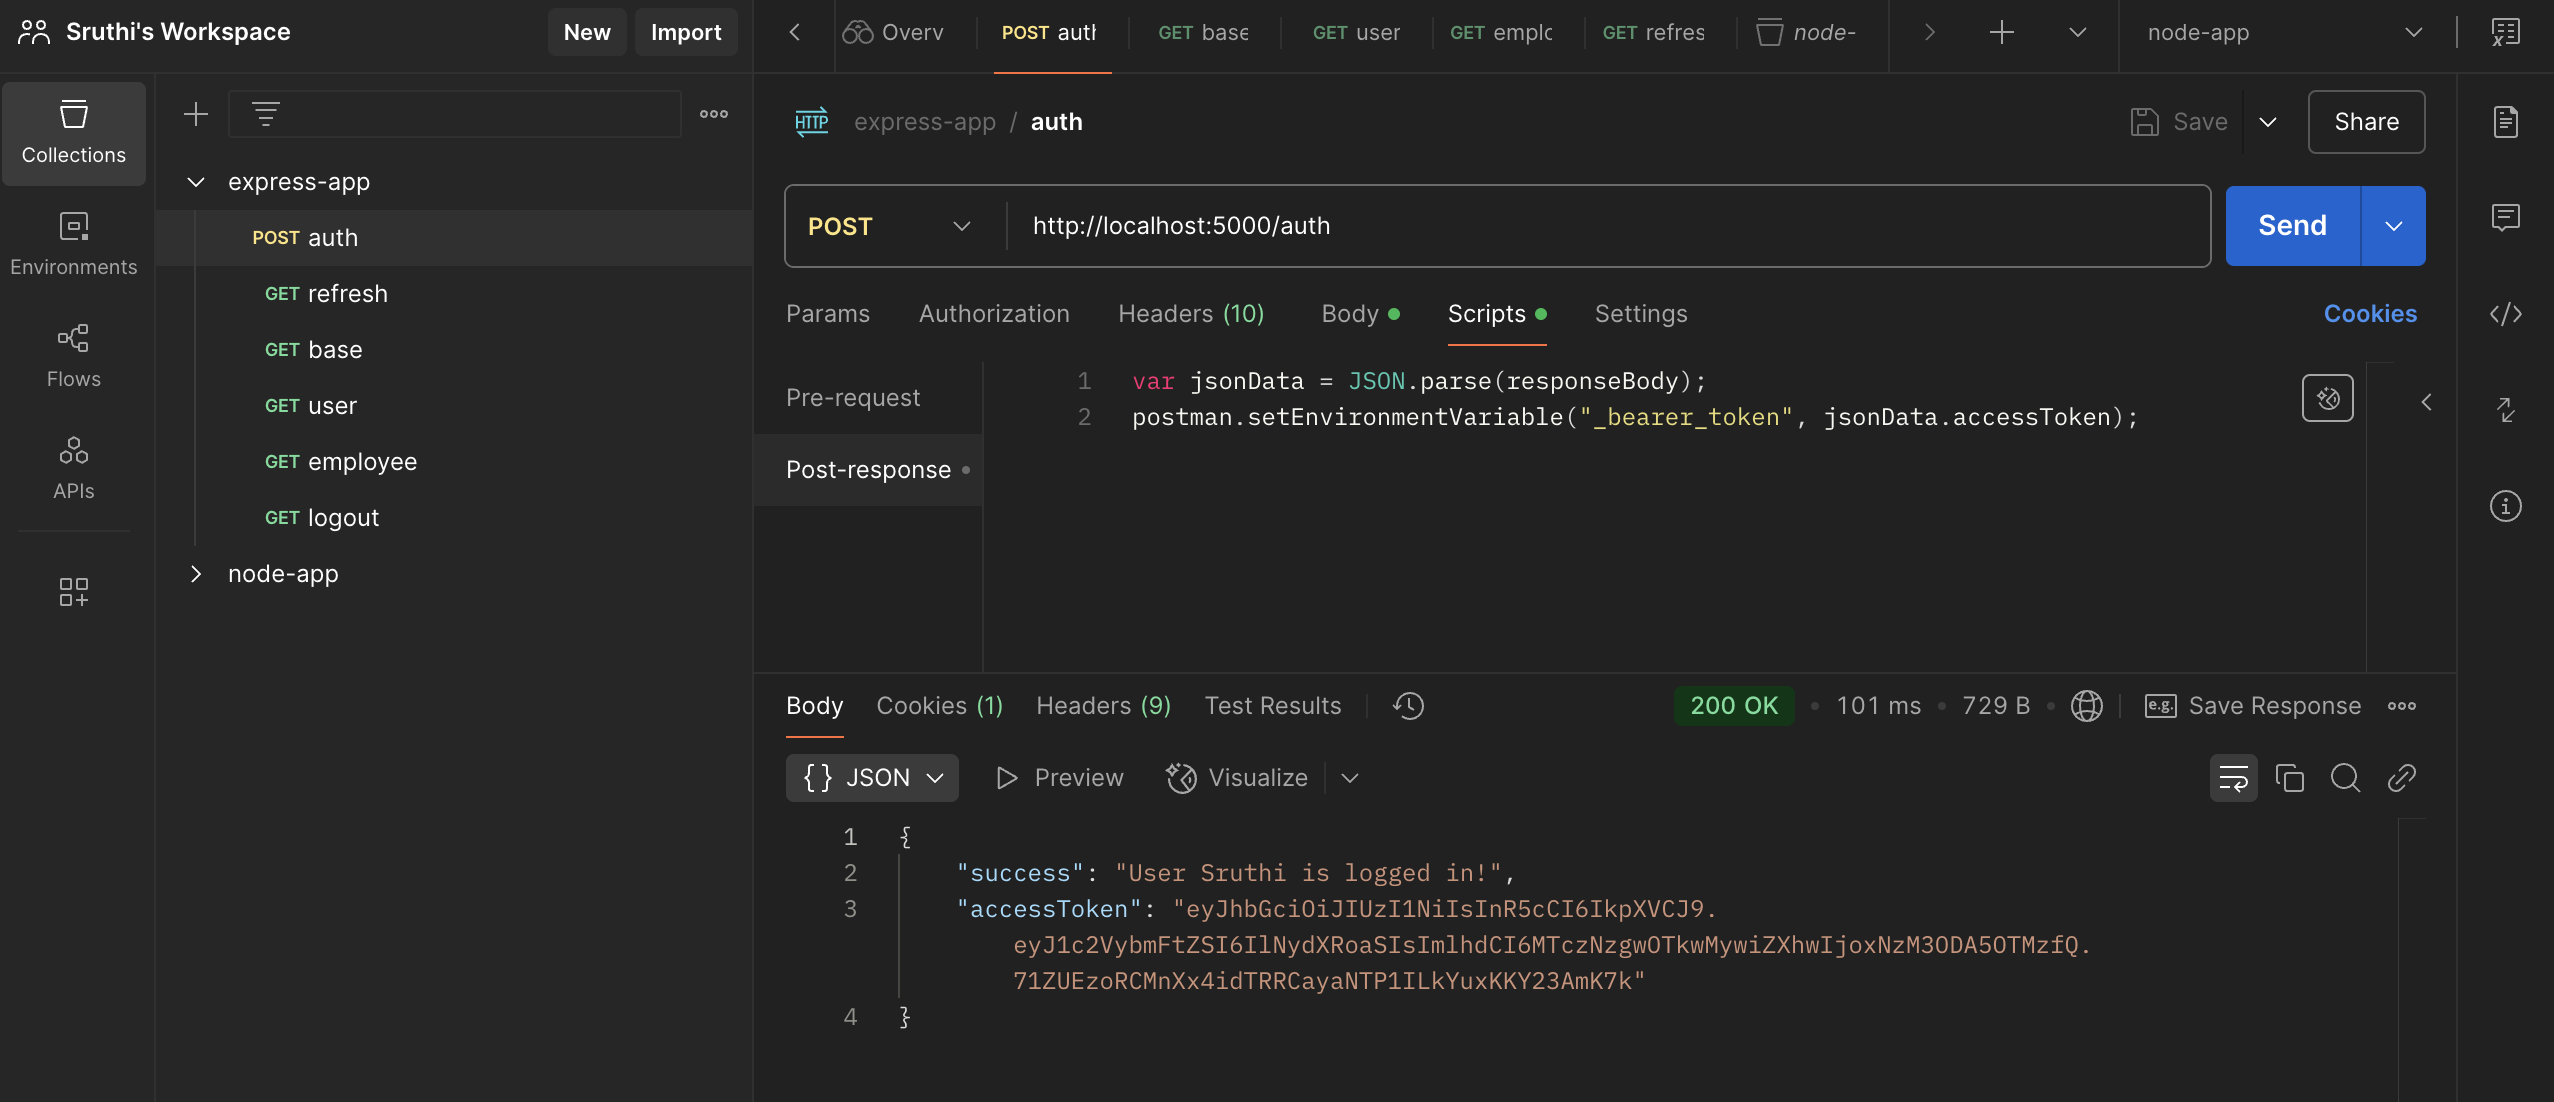 Sruthi's Workspace
New
Import
Overv
POST auth
GET base
GET user
GET emplc
GET refres
node-
node-app
Collections
Environments
Flows
APIs
express-app
POST auth
GET refresh
GET base
GET user
GET employee
GET logout
node-app
HTTP express-app / auth
Save
Share
POST
http://localhost:5000/auth
Send
Params
Authorization
Headers (10)
Body
Scripts
Settings
Cookies
Pre-request
Post-response
1 var jsonData = JSON.parse(responseBody);
2 postman.setEnvironmentVariable("_bearer_token", jsonData.accessToken);
Body
Cookies (1)
Headers (9)
Test Results
200 OK
101 ms
729 B
e.g. Save Response
{} JSON
Preview
Visualize
1 {
2 "success": "User Sruthi is logged in!",
3 "accessToken": "eyJhbGciOiJIUzI1NiIsInR5cCI6IkpXVCJ9.
eyJ1c2VybmFtZSI6IlNydXRoaSIsImlhdCI6MTczNzgwOTkwMywiZXhwIjoxNzM3ODA5OTMzfQ.
71ZUEzoRCMnXx4idTRRCayaNTP1ILkYuxKKY23AmK7k"
4 }